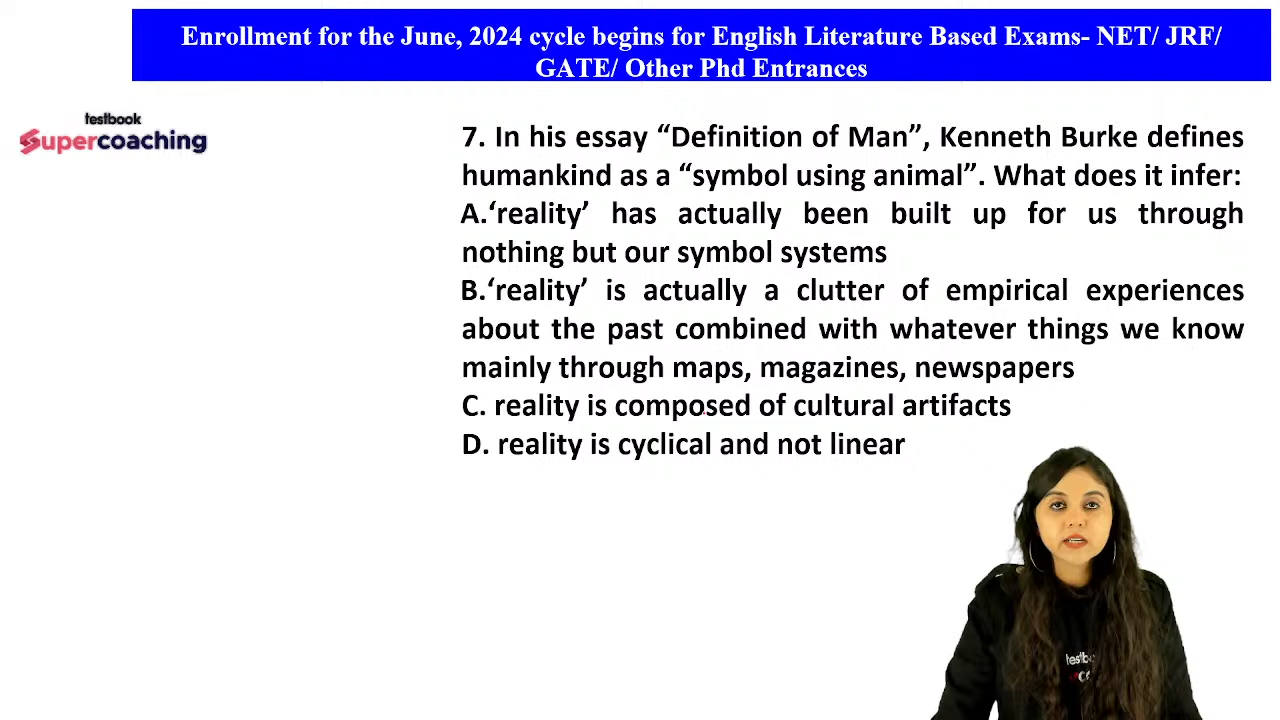 Enrollment for the June, 2024 cycle begins for English Literature Based Exams- NET/ JRF/
GATE/ Other Phd Entrances
testbook
Supercoaching
7. In his essay “Definition of Man”, Kenneth Burke defines
humankind as a “symbol using animal”. What does it infer:
A.‘reality’ has actually been built up for us through
nothing but our symbol systems
B.‘reality’ is actually a clutter of empirical experiences
about the past combined with whatever things we know
mainly through maps, magazines, newspapers
C. reality is composed of cultural artifacts
D. reality is cyclical and not linear